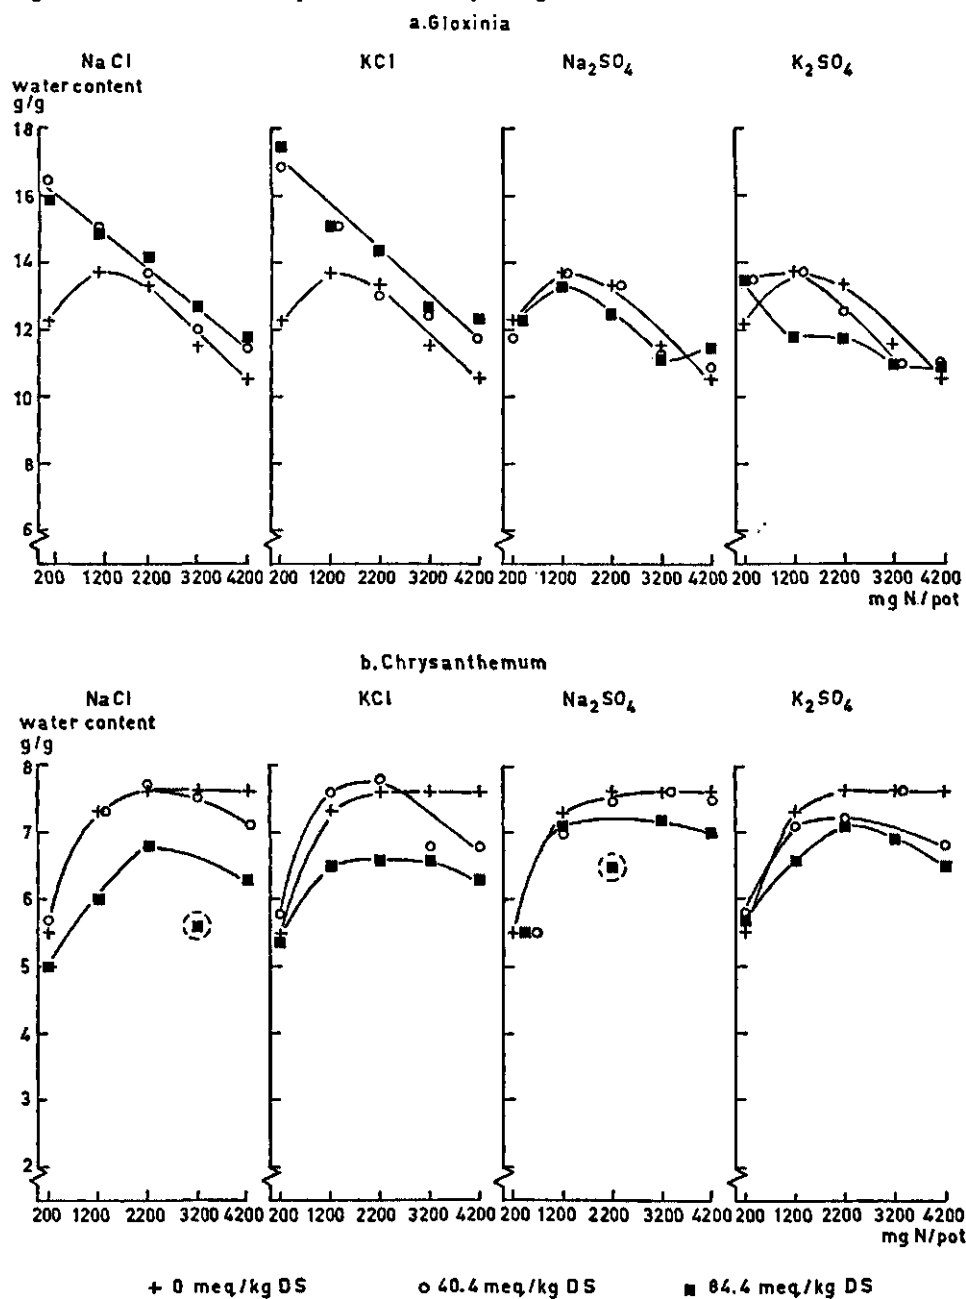 a.Gloxinia
NaCl KCl Na2SO4 K2SO4
water content
g/g
18
16
14
12
10
8
6
200 1200 2200 3200 4200 200 1200 2200 3200 4200 200 1200 2200 3200 4200 200 1200 2200 3200 4200
mg N./pot
b.Chrysanthemum
NaCl KCl Na2SO4 K2SO4
water content
g/g
8
7
6
5
4
3
2
200 1200 2200 3200 4200 200 1200 2200 3200 4200 200 1200 2200 3200 4200 200 1200 2200 3200 4200
mg N/pot
+ 0 meq/kg DS o 40.4 meq/kg DS ■ 84.4 meq/kg DS